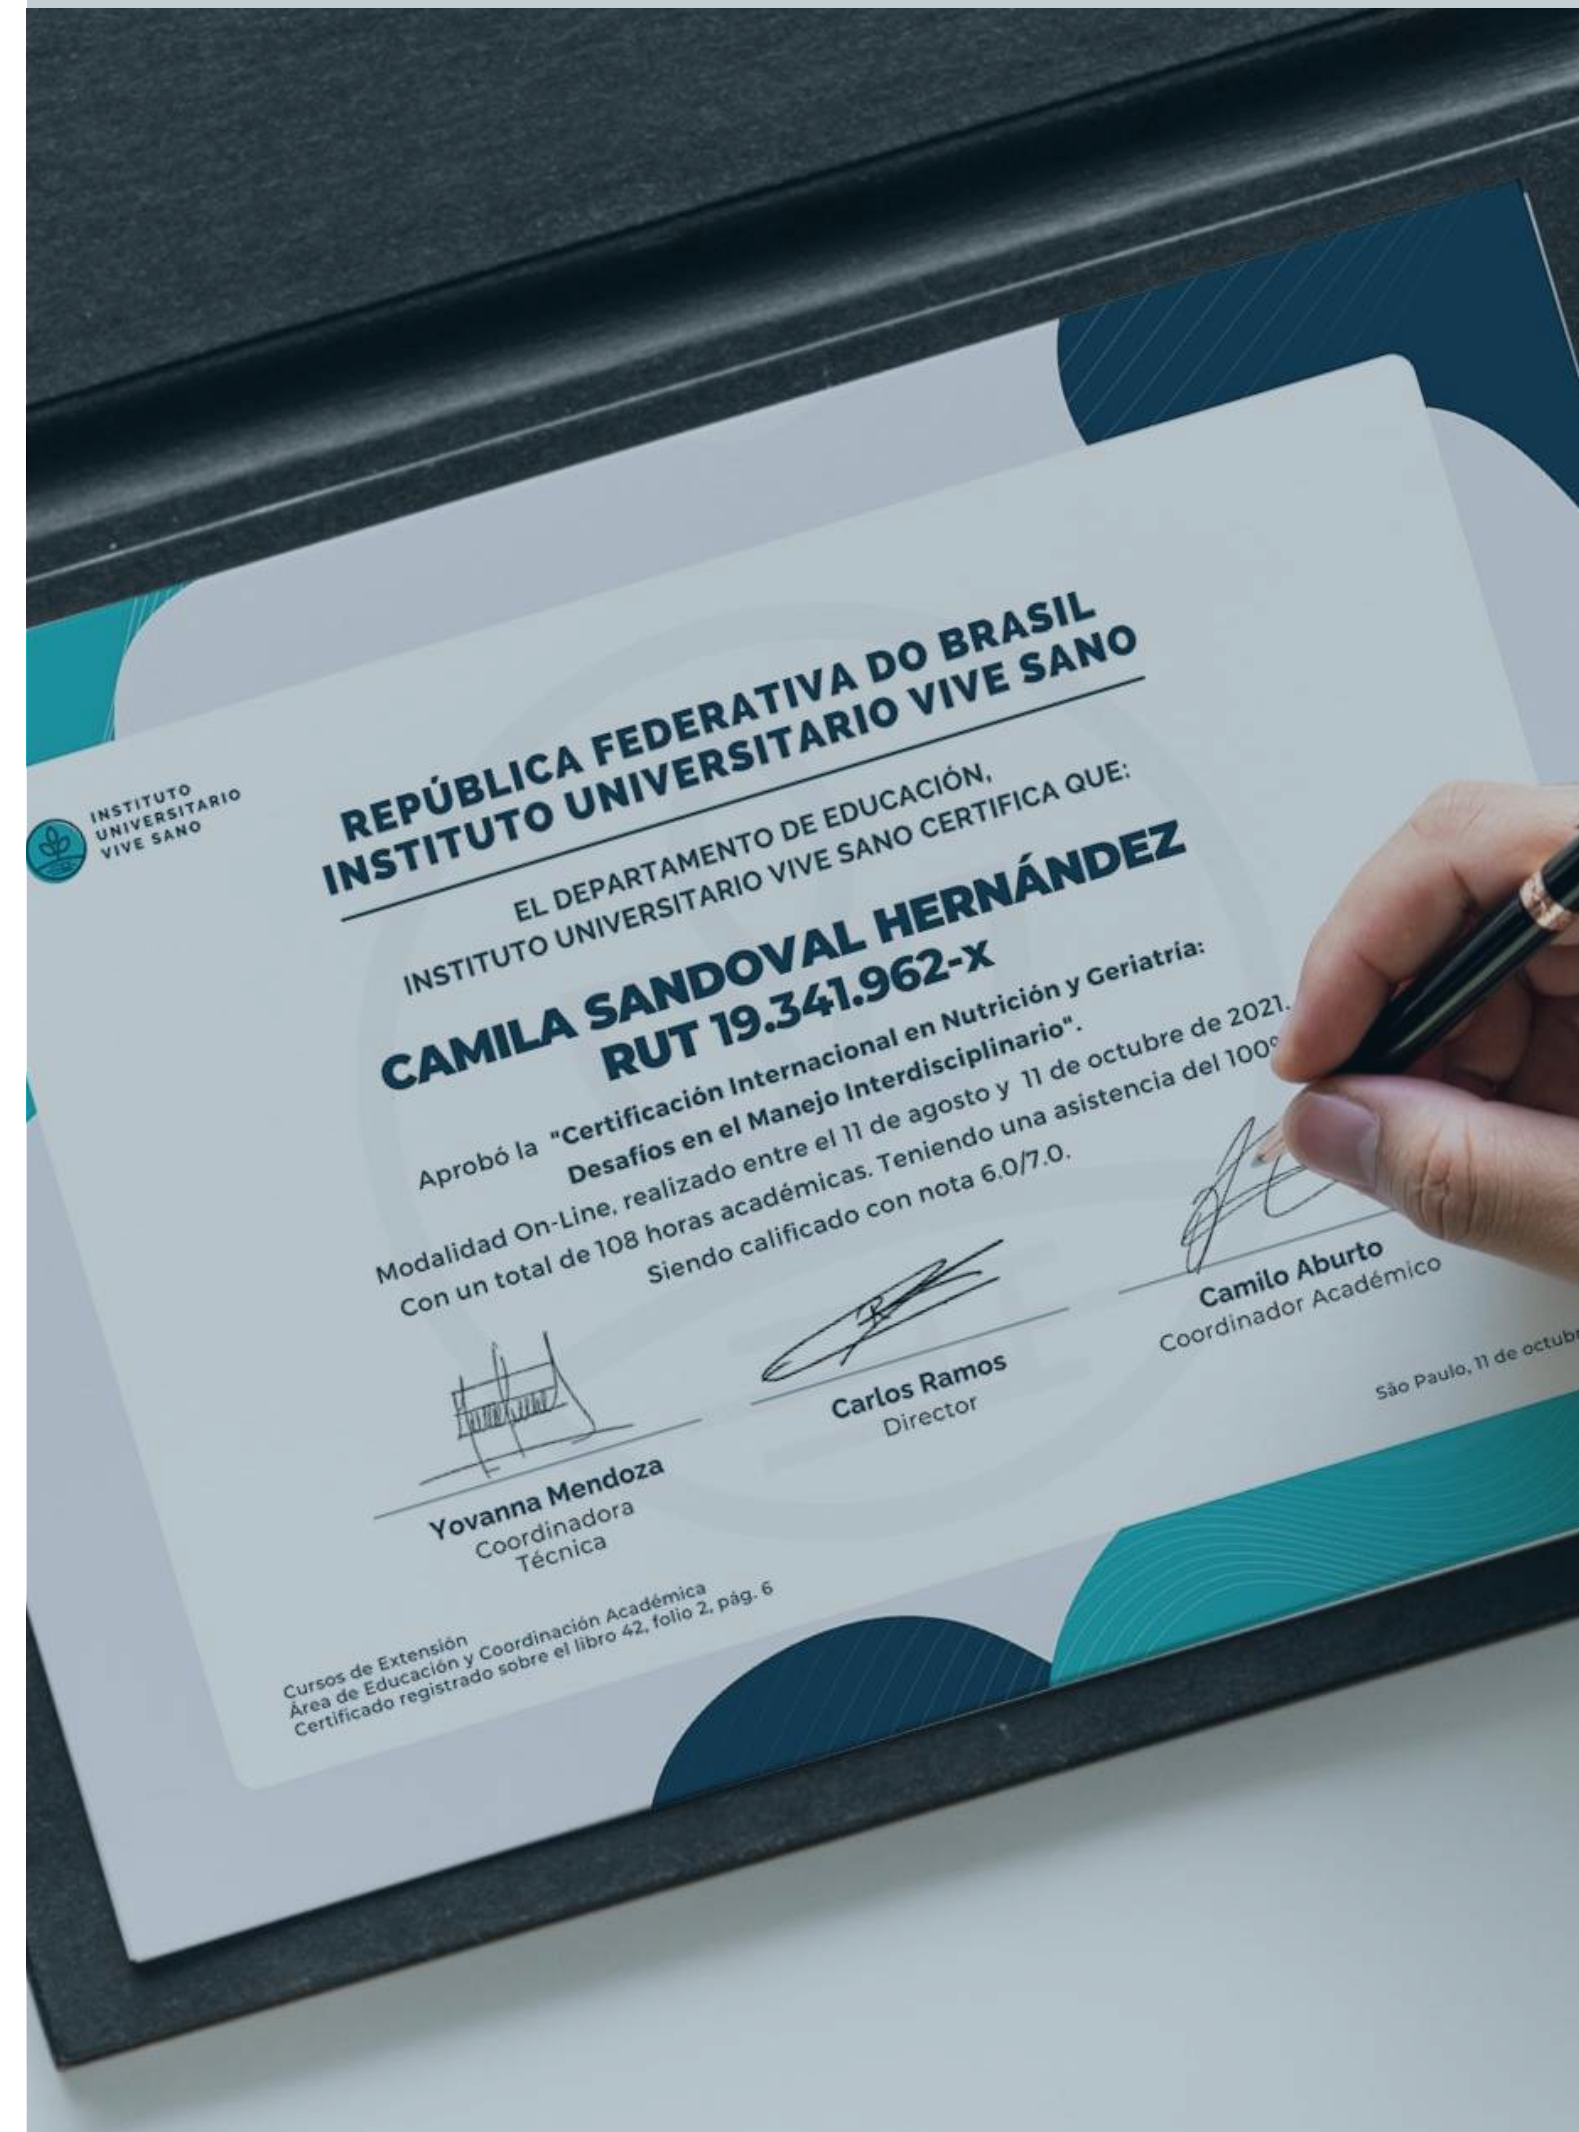 INSTITUTO
UNIVERSITARIO
VIVE SANO
REPÚBLICA FEDERATIVA DO BRASIL
INSTITUTO UNIVERSITARIO VIVE SANO
EL DEPARTAMENTO DE EDUCACIÓN,
INSTITUTO UNIVERSITARIO VIVE SANO CERTIFICA QUE:
CAMILA SANDOVAL HERNÁNDEZ
RUT 19.341.962-X
Aprobó la "Certificación Internacional en Nutrición y Geriatría:
Desafíos en el Manejo Interdisciplinario".
Modalidad On-Line, realizado entre el 11 de agosto y 11 de octubre de 2021.
Con un total de 108 horas académicas. Teniendo una asistencia del 100
Siendo calificado con nota 6.0/7.0.
Yovanna Mendoza
Coordinadora
Técnica
Carlos Ramos
Director
Camilo Aburto
Coordinador Académico
São Paulo, 11 de octub
Cursos de Extensión
Área de Educación y Coordinación Académica
Certificado registrado sobre el libro 42, folio 2, pág. 6